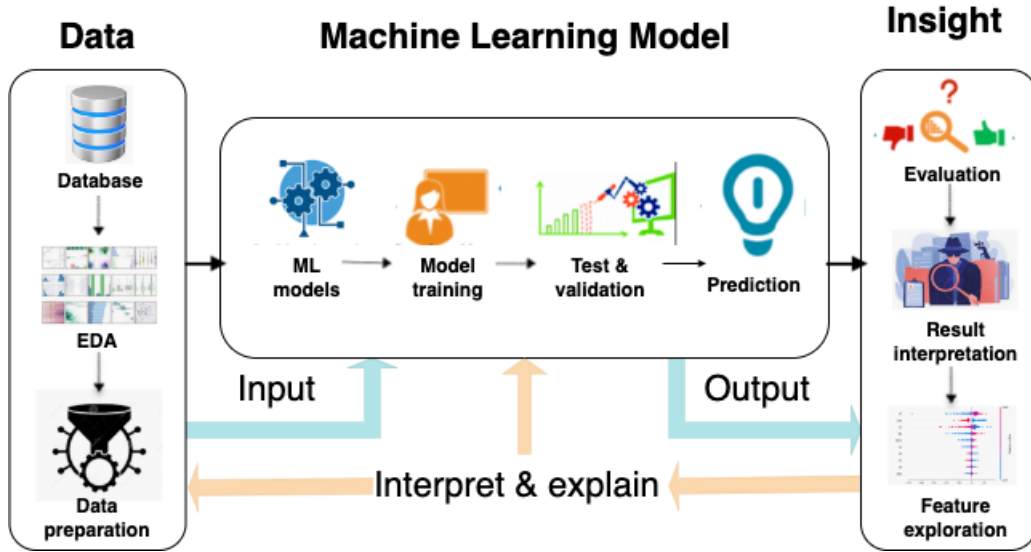 Data
Machine Learning Model
Insight
Database
EDA
Data
preparation
ML
models
Model
training
Test &
validation
Prediction
Evaluation
Result
interpretation
Feature
exploration
Input
Output
Interpret & explain
?